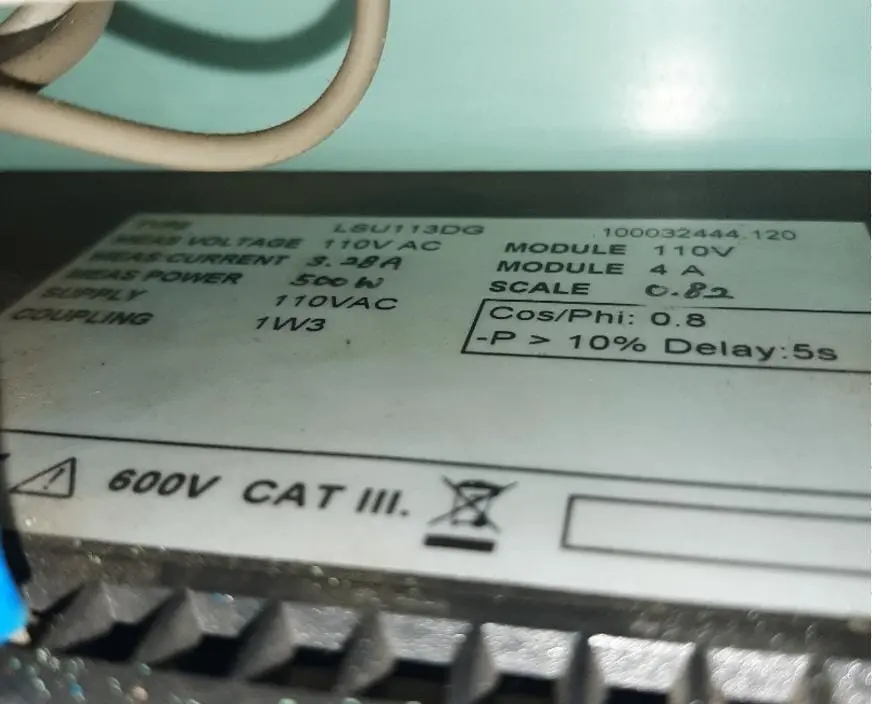 TYPE LSU113DG 100032444.120
MEAS VOLTAGE 110V AC MODULE 110V
MEAS CURRENT 3.28A MODULE 4 A
MEAS POWER 500 W SCALE 0.82
SUPPLY 110VAC
COUPLING 1W3
Cos/Phi: 0.8
-P > 10% Delay:5s
600V CAT III.